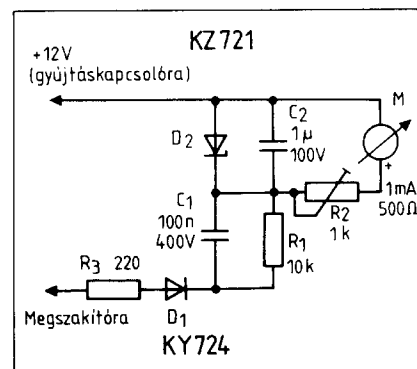 KZ721
+12V
(gyújtáskapcsolóra)
M
C2
1μ
100V
D2
+
1mA
500Ω
C1
100n
400V
R2
1k
R1
10k
R3 220
Megszakítóra
D1
KY724